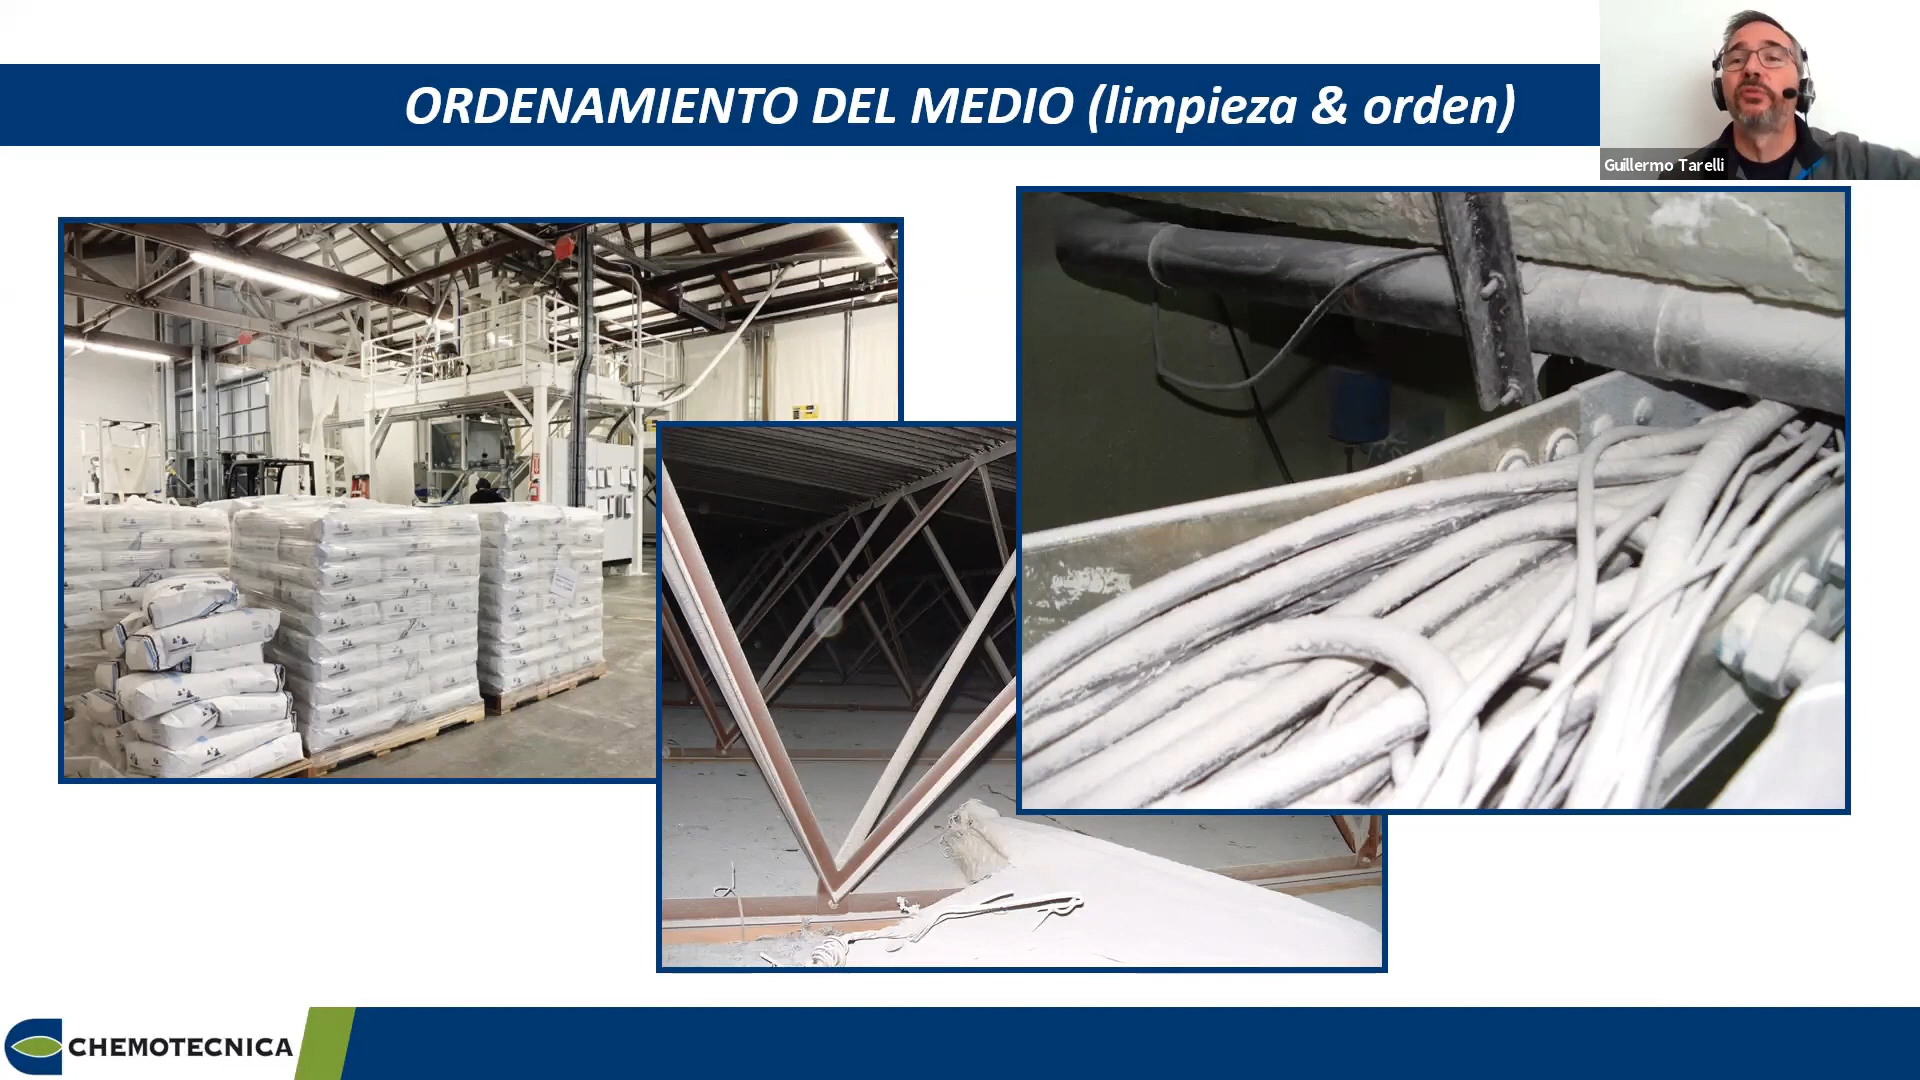 ORDENAMIENTO DEL MEDIO (limpieza & orden)
Guillermo Tarelli
CHEMOTECNICA